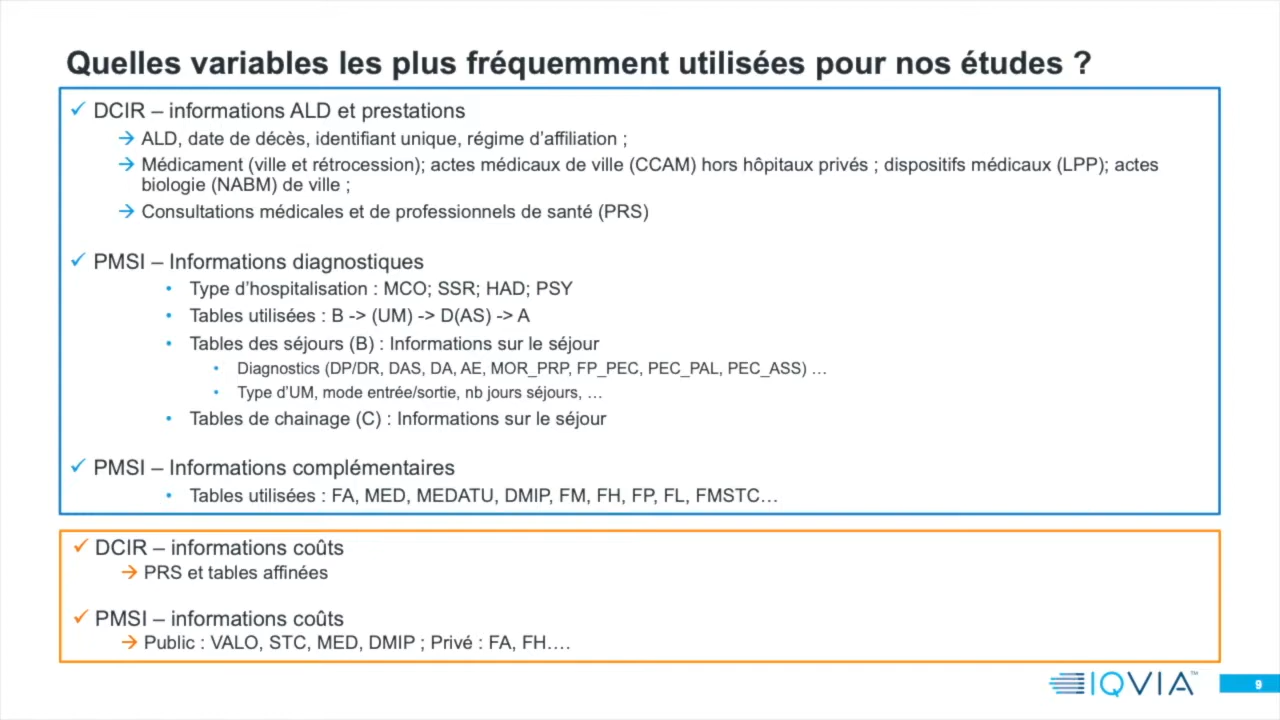 Quelles variables les plus fréquemment utilisées pour nos études ?
✓ DCIR – informations ALD et prestations
→ ALD, date de décès, identifiant unique, régime d'affiliation ;
→ Médicament (ville et rétrocession); actes médicaux de ville (CCAM) hors hôpitaux privés ; dispositifs médicaux (LPP); actes
biologie (NABM) de ville ;
→ Consultations médicales et de professionnels de santé (PRS)
✓ PMSI – Informations diagnostiques
• Type d'hospitalisation : MCO; SSR; HAD; PSY
• Tables utilisées : B -> (UM) -> D(AS) -> A
• Tables des séjours (B) : Informations sur le séjour
• Diagnostics (DP/DR, DAS, DA, AE, MOR_PRP, FP_PEC, PEC_PAL, PEC_ASS) …
• Type d'UM, mode entrée/sortie, nb jours séjours, …
• Tables de chainage (C) : Informations sur le séjour
✓ PMSI – Informations complémentaires
• Tables utilisées : FA, MED, MEDATU, DMIP, FM, FH, FP, FL, FMSTC…
✓ DCIR – informations coûts
→ PRS et tables affinées
✓ PMSI – informations coûts
→ Public : VALO, STC, MED, DMIP ; Privé : FA, FH….
IQVIA™
9